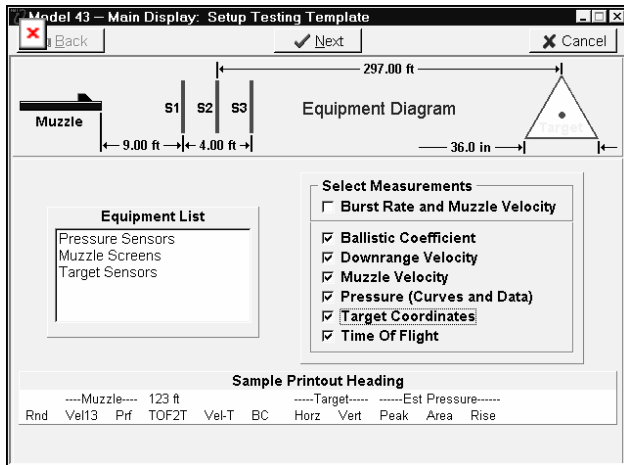 Model 43 – Main Display: Setup Testing Template
Back
Next
Cancel
297.00 ft
S1 S2 S3
Equipment Diagram
Target
Muzzle
9.00 ft
4.00 ft
36.0 in
Equipment List
Pressure Sensors
Muzzle Screens
Target Sensors
Select Measurements
Burst Rate and Muzzle Velocity
Ballistic Coefficient
Downrange Velocity
Muzzle Velocity
Pressure (Curves and Data)
Target Coordinates
Time Of Flight
Sample Printout Heading
----Muzzle---- 123 ft -----Target----- ----Est Pressure------
Rnd Vel13 Prf TOF2T Vel-T BC Horz Vert Peak Area Rise